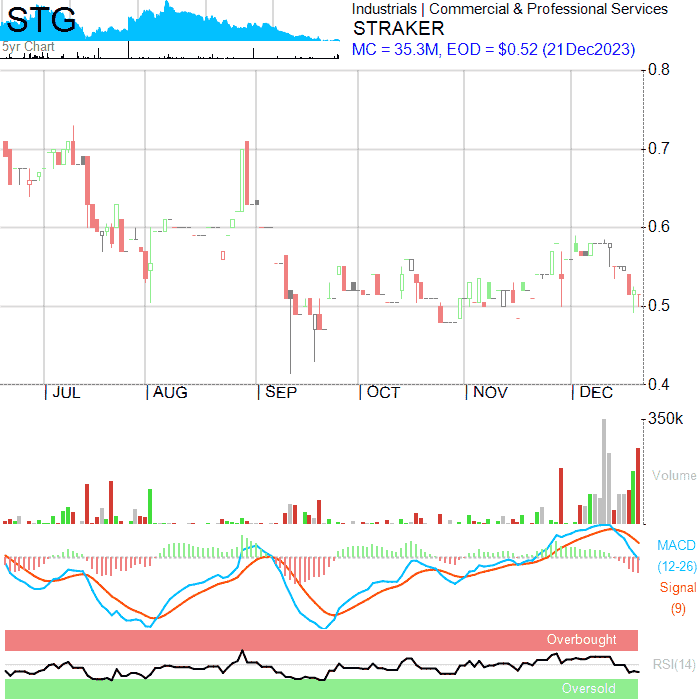 STG
5yr Chart
Industrials | Commercial & Professional Services
STRAKER
MC = 35.3M, EOD = $0.52 (21Dec2023)
0.8
0.7
0.6
0.5
0.4
JUL AUG SEP OCT NOV DEC
350k
Volume
MACD
(12-26)
Signal
(9)
Overbought
RSI(14)
Oversold